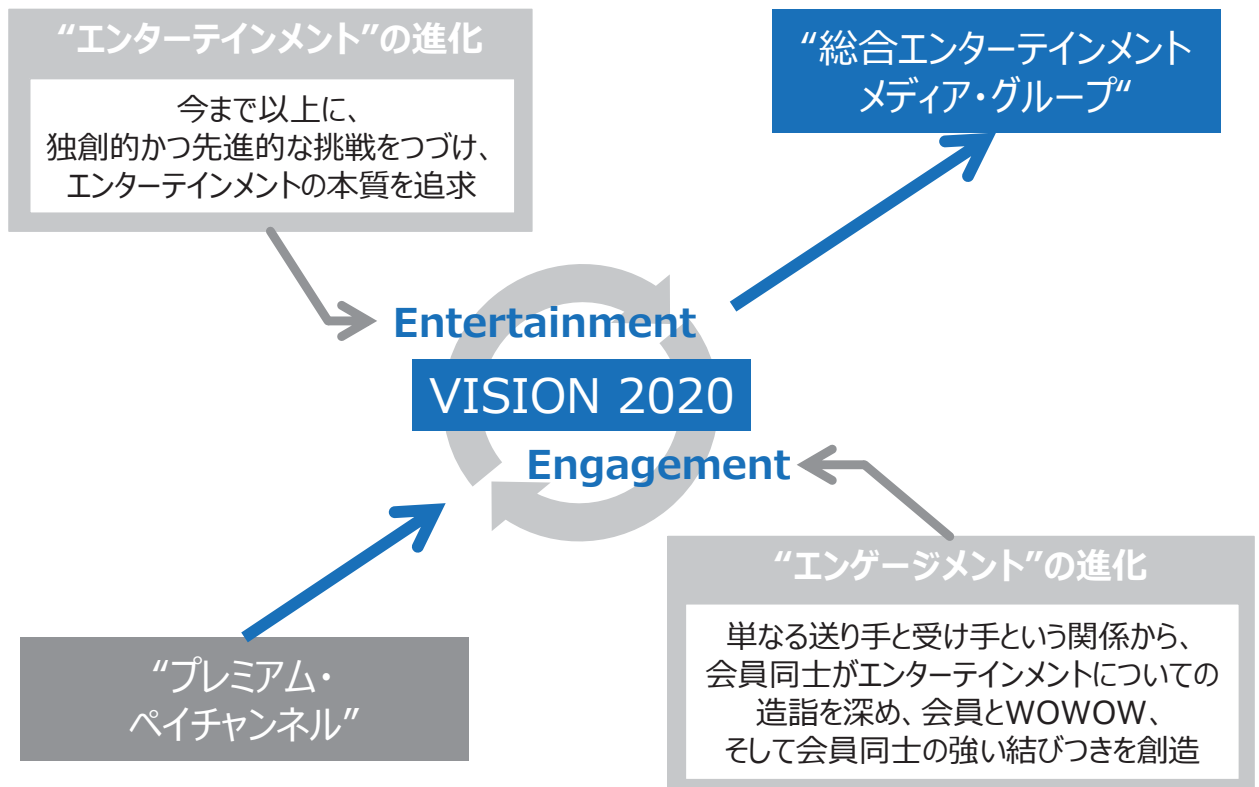 “エンターテインメント”の進化
今まで以上に、
独創的かつ先進的な挑戦をつづけ、
エンターテインメントの本質を追求
“総合エンターテインメント
メディア・グループ“
Entertainment
VISION 2020
Engagement
“エンゲージメント”の進化
単なる送り手と受け手という関係から、
会員同士がエンターテインメントについての
造詣を深め、会員とWOWOW、
そして会員同士の強い結びつきを創造
“プレミアム・
ペイチャンネル”